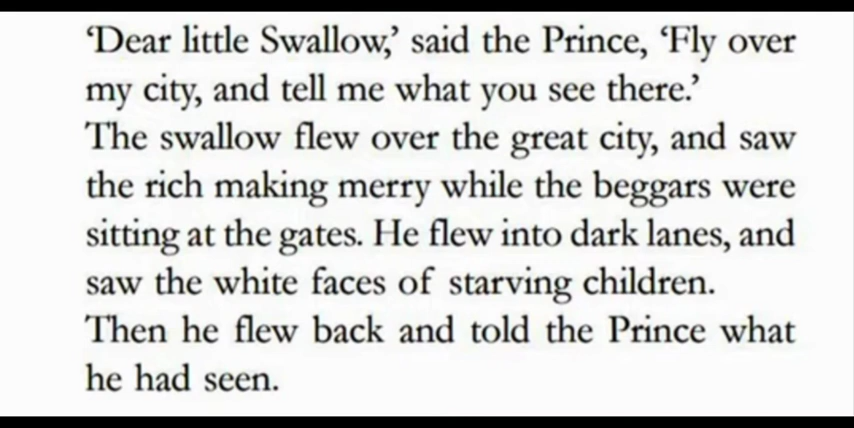 ‘Dear little Swallow,’ said the Prince, ‘Fly over
my city, and tell me what you see there.’
The swallow flew over the great city, and saw
the rich making merry while the beggars were
sitting at the gates. He flew into dark lanes, and
saw the white faces of starving children.
Then he flew back and told the Prince what
he had seen.